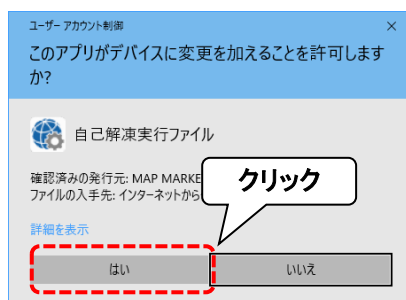 ユーザー アカウント制御
このアプリがデバイスに変更を加えることを許可します
か?
自己解凍実行ファイル
確認済みの発行元: MAP MARKE
ファイルの入手先: インターネットから
クリック
詳細を表示
はい
いいえ